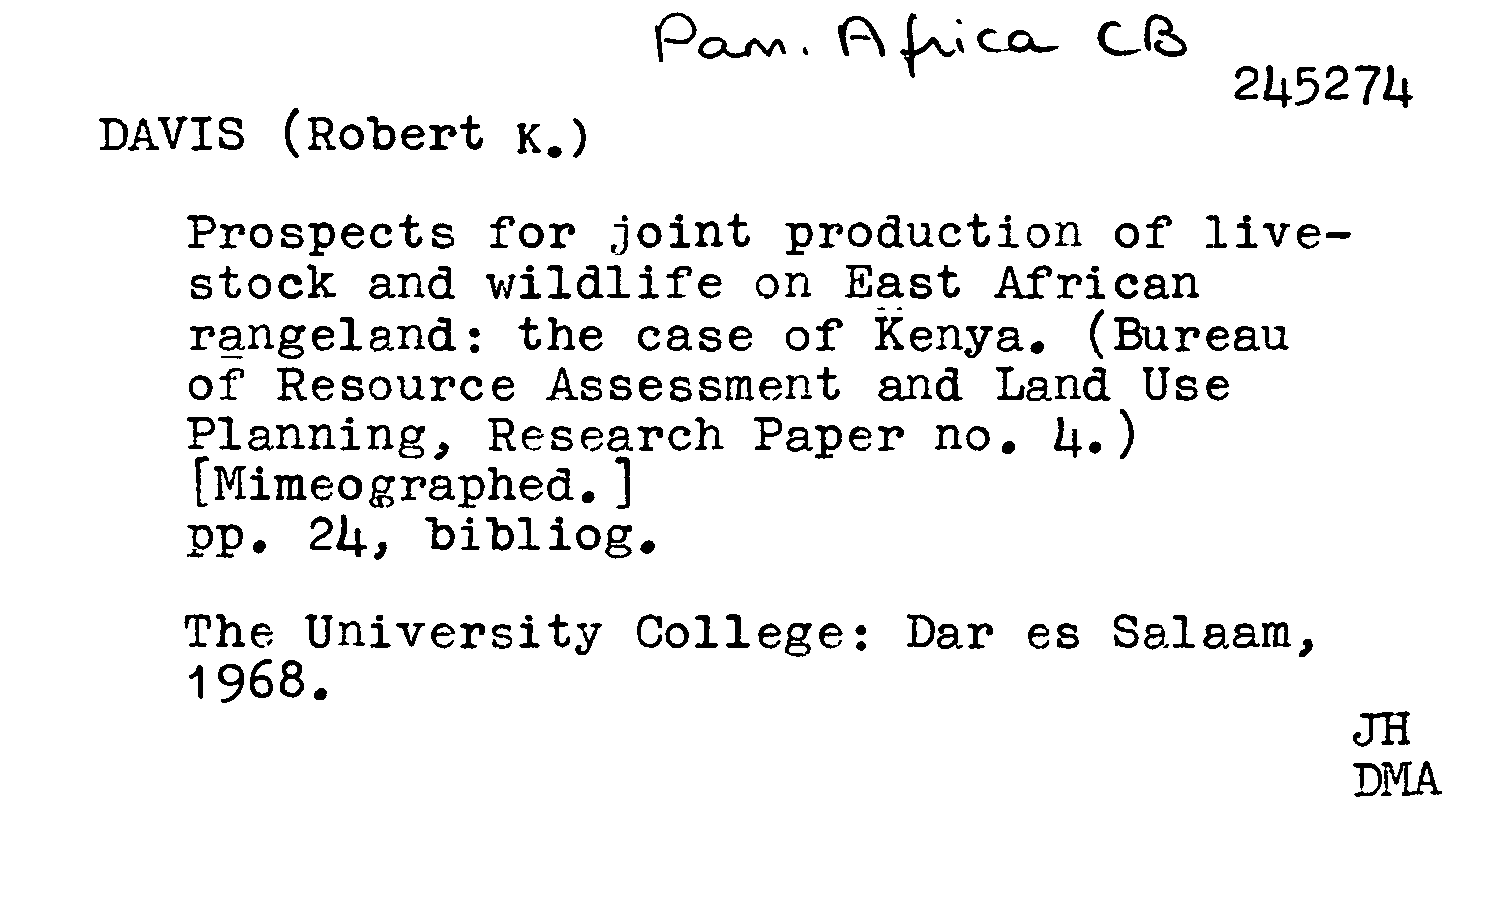 Pam. Africa CB
245274
DAVIS (Robert K.)
Prospects for joint production of live-
stock and wildlife on East African
rangeland: the case of Kenya. (Bureau
of Resource Assessment and Land Use
Planning, Research Paper no. 4.)
[Mimeographed.]
pp. 24, bibliog.
The University College: Dar es Salaam,
1968.
JH
DMA